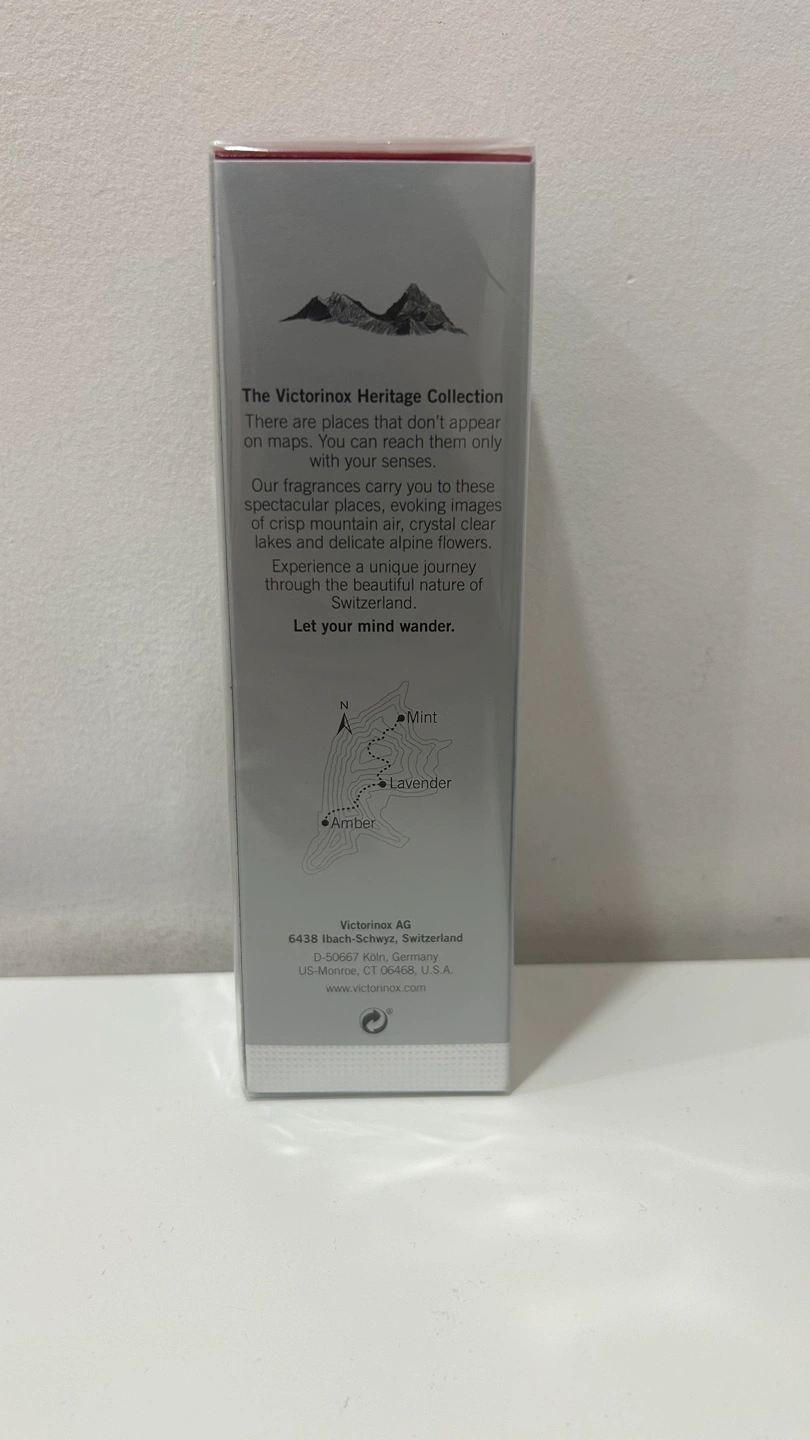 The Victorinox Heritage Collection
There are places that don't appear
on maps. You can reach them only
with your senses.
Our fragrances carry you to these
spectacular places, evoking images
of crisp mountain air, crystal clear
lakes and delicate alpine flowers.
Experience a unique journey
through the beautiful nature of
Switzerland.
Let your mind wander.
N
Mint
Lavender
Amber
Victorinox AG
6438 Ibach-Schwyz, Switzerland
D-50667 Köln, Germany
US-Monroe, CT 06468, U.S.A.
www.victorinox.com
®